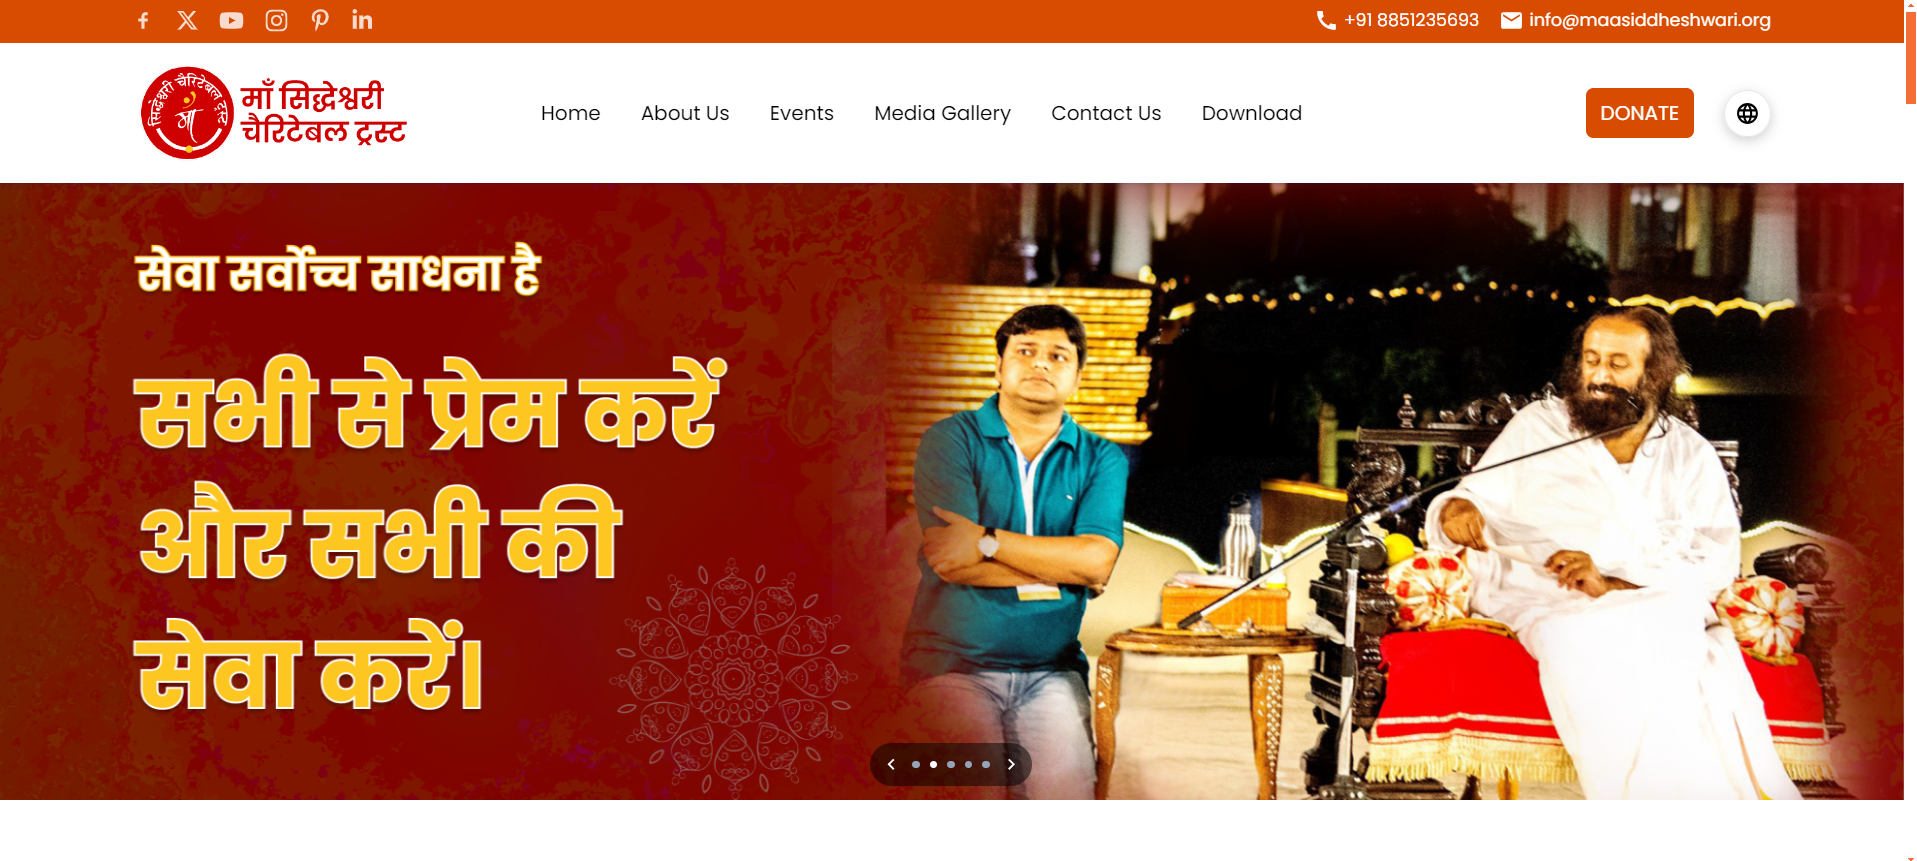 +91 8851235693 info@maasiddheshwari.org
सिद्धेश्वरी चैरिटेबल ट्रस्ट
माँ
माँ सिद्धेश्वरी
चैरिटेबल ट्रस्ट
Home About Us Events Media Gallery Contact Us Download DONATE
सेवा सर्वोच्च साधना है
सभी से प्रेम करें
और सभी की
सेवा करें।